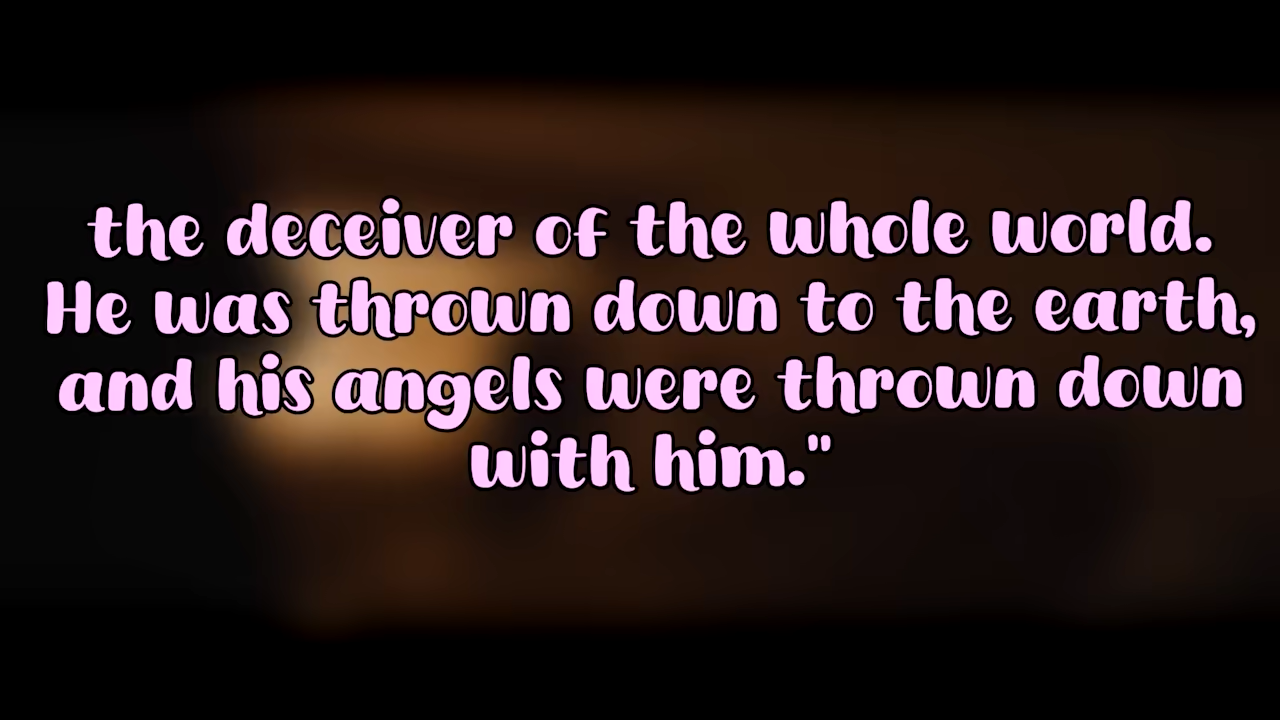 the deceiver of the whole world.
He was thrown down to the earth,
and his angels were thrown down
with him."